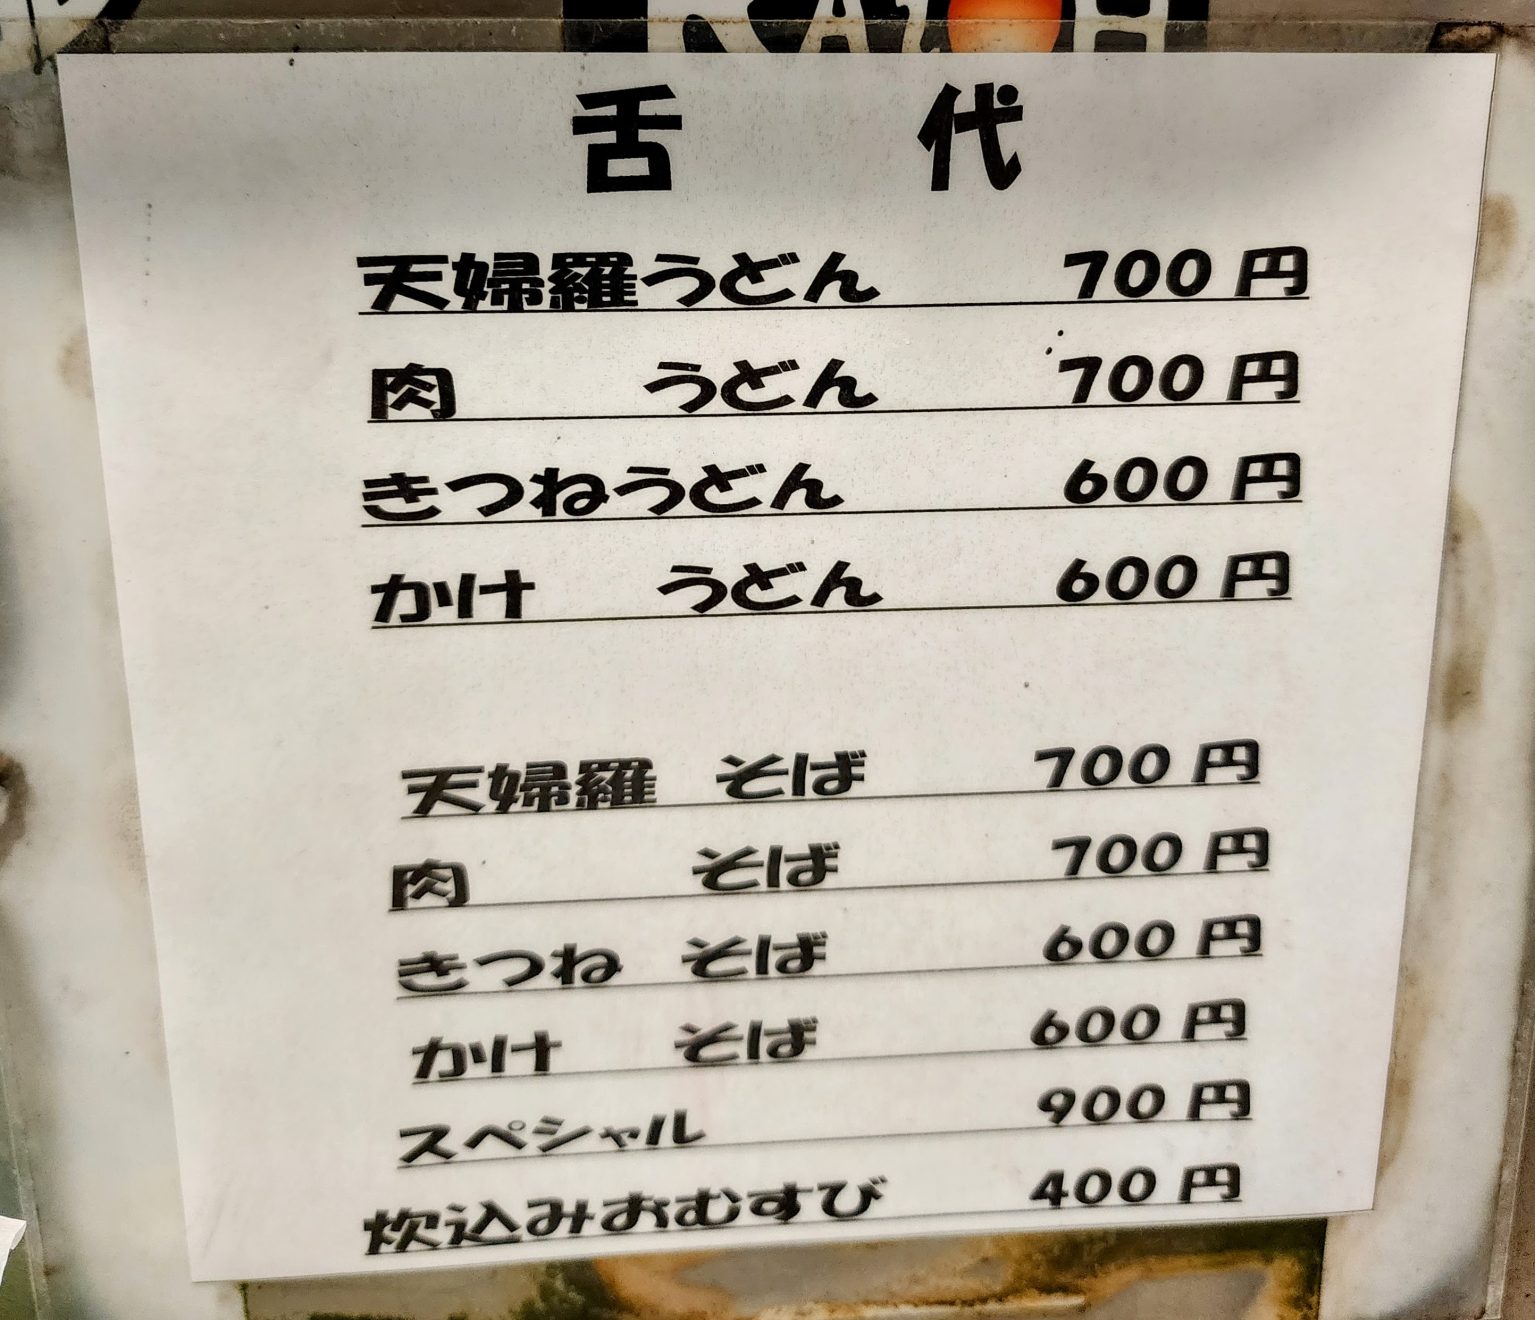 舌代
天婦羅うどん 700円
肉 うどん 700円
きつねうどん 600円
かけ うどん 600円
天婦羅 そば 700円
肉 そば 700円
きつね そば 600円
かけ そば 600円
スペシャル 900円
炊込みおむすび 400円